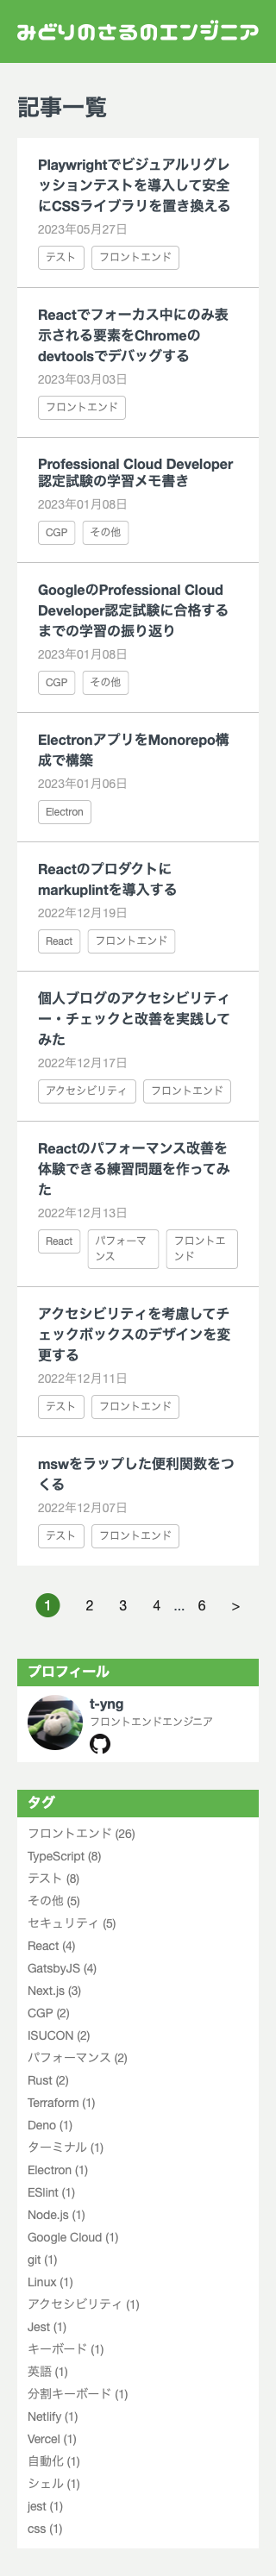 みどりのさるのエンジニア
記事一覧
Playwrightでビジュアルリグレ
ッションテストを導入して安全
にCSSライブラリを置き換える
2023年05月27日
テスト フロントエンド
Reactでフォーカス中にのみ表
示される要素をChromeの
devtoolsでデバッグする
2023年03月03日
フロントエンド
Professional Cloud Developer
認定試験の学習メモ書き
2023年01月08日
CGP その他
GoogleのProfessional Cloud
Developer認定試験に合格する
までの学習の振り返り
2023年01月08日
CGP その他
ElectronアプリをMonorepo構
成で構築
2023年01月06日
Electron
Reactのプロダクトに
markuplintを導入する
2022年12月19日
React フロントエンド
個人ブログのアクセシビリティ
ー・チェックと改善を実践して
みた
2022年12月17日
アクセシビリティ フロントエンド
Reactのパフォーマンス改善を
体験できる練習問題を作ってみ
た
2022年12月13日
React パフォーマ フロントエ
ンス ンド
アクセシビリティを考慮してチ
ェックボックスのデザインを変
更する
2022年12月11日
テスト フロントエンド
mswをラップした便利関数をつ
くる
2022年12月07日
テスト フロントエンド
1 2 3 4 ... 6 >
プロフィール
t-yng
フロントエンドエンジニア
タグ
フロントエンド (26)
TypeScript (8)
テスト (8)
その他 (5)
セキュリティ (5)
React (4)
GatsbyJS (4)
Next.js (3)
CGP (2)
ISUCON (2)
パフォーマンス (2)
Rust (2)
Terraform (1)
Deno (1)
ターミナル (1)
Electron (1)
ESlint (1)
Node.js (1)
Google Cloud (1)
git (1)
Linux (1)
アクセシビリティ (1)
Jest (1)
キーボード (1)
英語 (1)
分割キーボード (1)
Netlify (1)
Vercel (1)
自動化 (1)
シェル (1)
jest (1)
css (1)